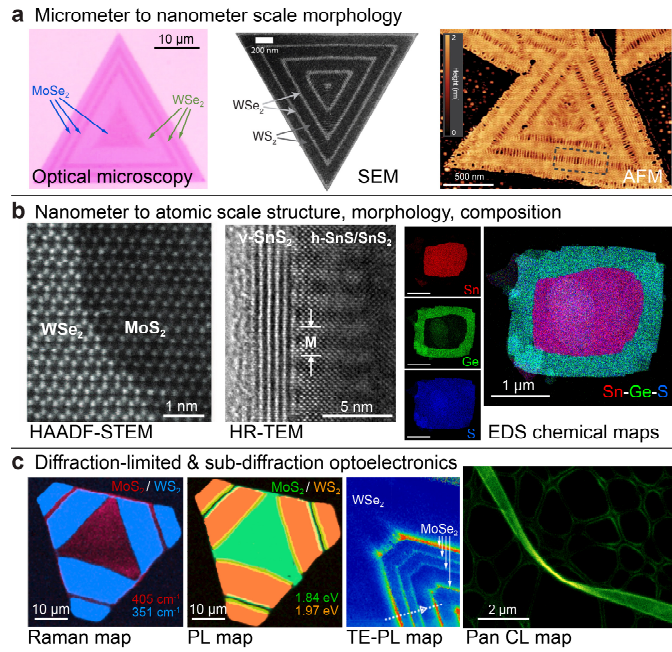 a Micrometer to nanometer scale morphology
10 µm
MoSe₂
WSe₂
Optical microscopy
200 nm
WSe₂
WS₂
SEM
2
Height (nm)
0
500 nm
AFM
b Nanometer to atomic scale structure, morphology, composition
WSe₂
MoS₂
1 nm
HAADF-STEM
γ-SnS₂
h-SnS/SnS₂
M
5 nm
HR-TEM
Sn
Ge
S
1 µm
Sn-Ge-S
EDS chemical maps
c Diffraction-limited & sub-diffraction optoelectronics
MoS₂ / WS₂
405 cm⁻¹
351 cm⁻¹
10 µm
Raman map
MoS₂ / WS₂
1.84 eV
1.97 eV
10 µm
PL map
WSe₂
MoSe₂
TE-PL map
2 µm
Pan CL map